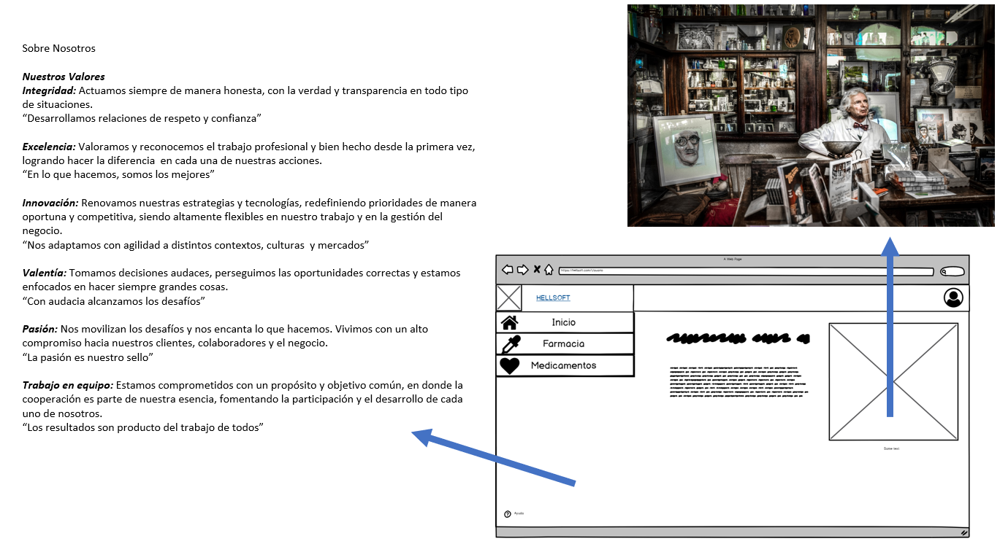 Sobre Nosotros
Nuestros Valores
Integridad: Actuamos siempre de manera honesta, con la verdad y transparencia en todo tipo
de situaciones.
“Desarrollamos relaciones de respeto y confianza”
Excelencia: Valoramos y reconocemos el trabajo profesional y bien hecho desde la primera vez,
logrando hacer la diferencia  en cada una de nuestras acciones.
“En lo que hacemos, somos los mejores”
Innovación: Renovamos nuestras estrategias y tecnologías, redefiniendo prioridades de manera
oportuna y competitiva, siendo altamente flexibles en nuestro trabajo y en la gestión del
negocio.
“Nos adaptamos con agilidad a distintos contextos, culturas  y mercados”
Valentía: Tomamos decisiones audaces, perseguimos las oportunidades correctas y estamos
enfocados en hacer siempre grandes cosas.
“Con audacia alcanzamos los desafíos”
Pasión: Nos movilizan los desafíos y nos encanta lo que hacemos. Vivimos con un alto
compromiso hacia nuestros clientes, colaboradores y el negocio.
“La pasión es nuestro sello”
Trabajo en equipo: Estamos comprometidos con un propósito y objetivo común, en donde la
cooperación es parte de nuestra esencia, fomentando la participación y el desarrollo de cada
uno de nosotros.
“Los resultados son producto del trabajo de todos”
A Web Page
https://hellsoft.com/Usuario
HELLSOFT
Inicio
Farmacia
Medicamentos
Some text
Ayuda